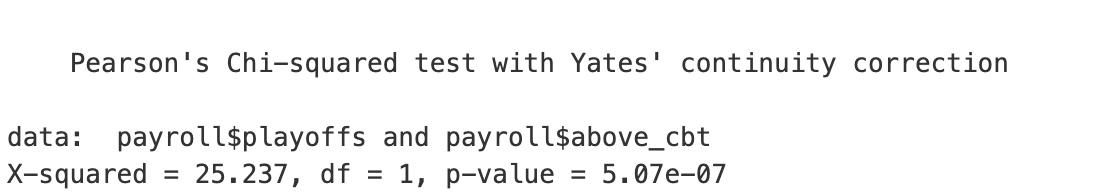 Pearson's Chi-squared test with Yates' continuity correction
data:  payroll$playoffs and payroll$above_cbt
X-squared = 25.237, df = 1, p-value = 5.07e-07